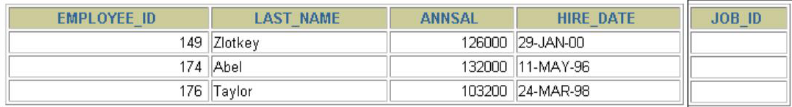 EMPLOYEE_ID LAST_NAME ANNSAL HIRE_DATE JOB_ID
149 Zlotkey 126000 29-JAN-00
174 Abel 132000 11-MAY-96
176 Taylor 103200 24-MAR-98